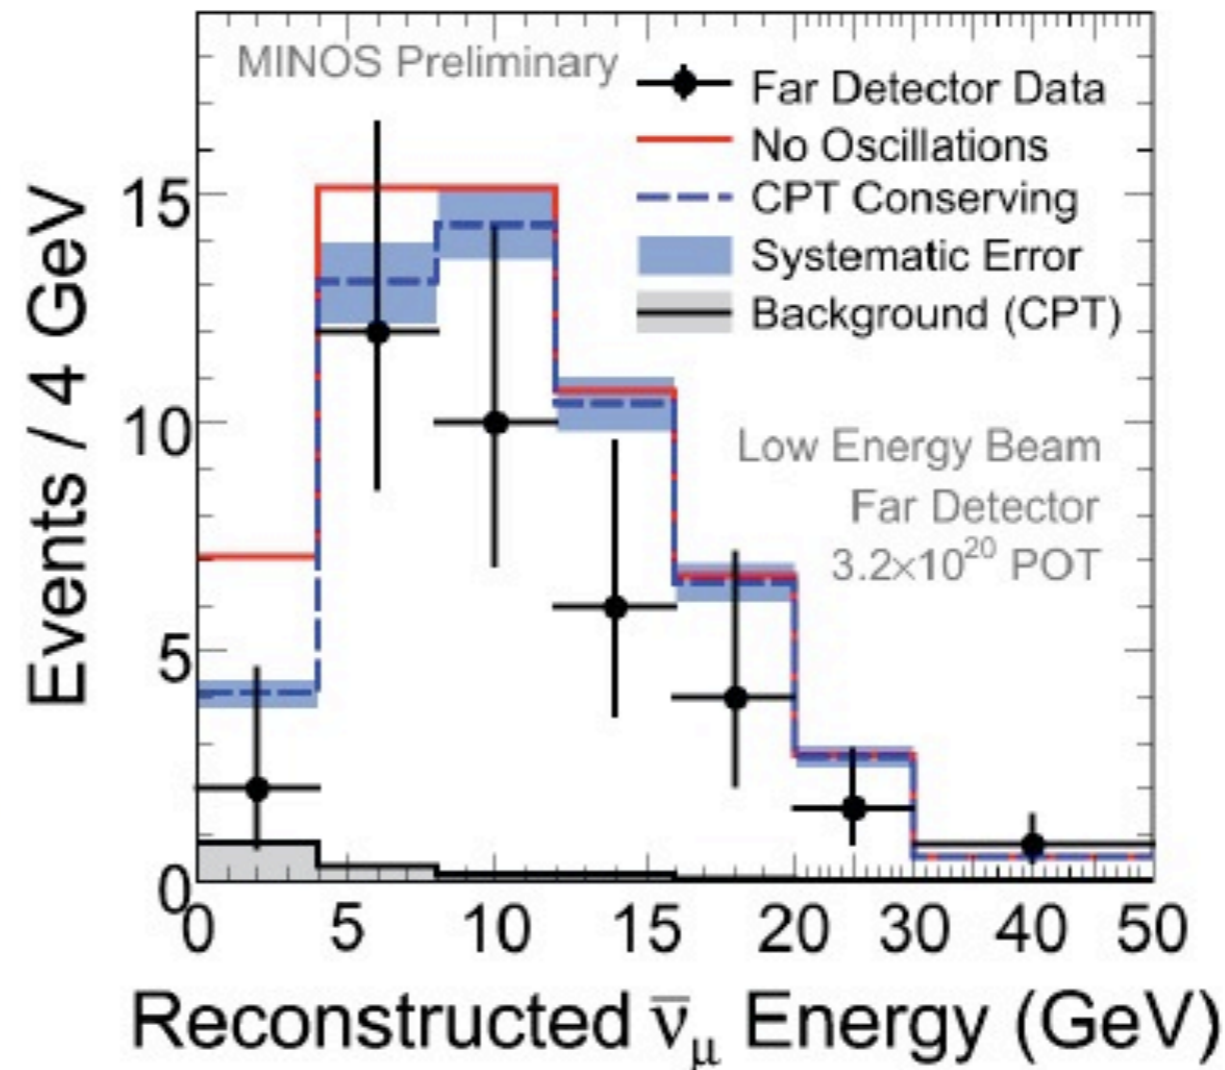 MINOS Preliminary
Far Detector Data
No Oscillations
CPT Conserving
Systematic Error
Background (CPT)
Low Energy Beam
Far Detector
3.2×10²⁰ POT
Events / 4 GeV
15
10
5
0
0 5 10 15 20 30 40 50
Reconstructed ν̅μ Energy (GeV)